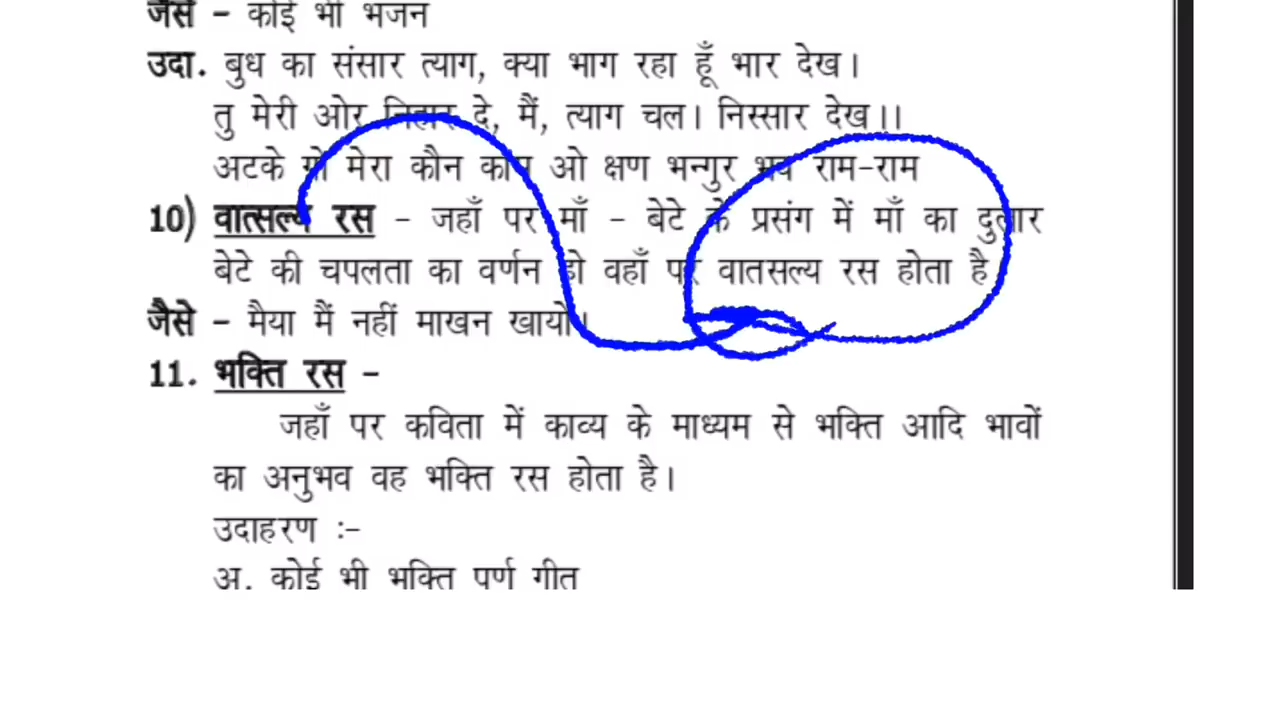 जैसे - कोई भी भजन
उदा. बुध का संसार त्याग, क्या भाग रहा हूँ भार देख।
तु मेरी ओर निहार दे, मैं, त्याग चल। निस्सार देख।।
अटके गो मेरा कौन काम ओ क्षण भन्गुर भव राम-राम
10) वात्सल्य रस - जहाँ पर माँ - बेटे के प्रसंग में माँ का दुलार
बेटे की चपलता का वर्णन हो वहाँ पर वातसल्य रस होता है
जैसे - मैया मैं नहीं माखन खायो।
11. भक्ति रस -
जहाँ पर कविता में काव्य के माध्यम से भक्ति आदि भावों
का अनुभव वह भक्ति रस होता है।
उदाहरण :-
अ. कोई भी भक्ति पूर्ण गीत